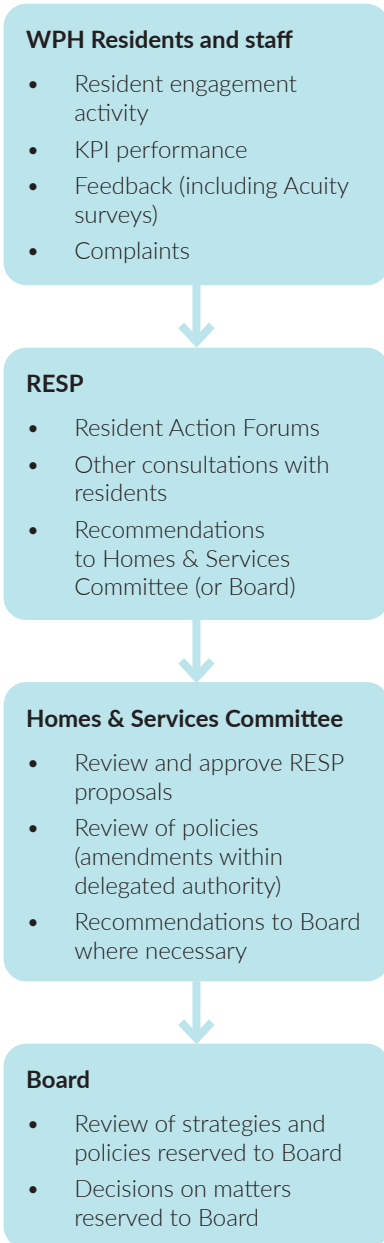 WPH Residents and staff
• Resident engagement
activity
• KPI performance
• Feedback (including Acuity
surveys)
• Complaints
RESP
• Resident Action Forums
• Other consultations with
residents
• Recommendations
to Homes & Services
Committee (or Board)
Homes & Services Committee
• Review and approve RESP
proposals
• Review of policies
(amendments within
delegated authority)
• Recommendations to Board
where necessary
Board
• Review of strategies and
policies reserved to Board
• Decisions on matters
reserved to Board